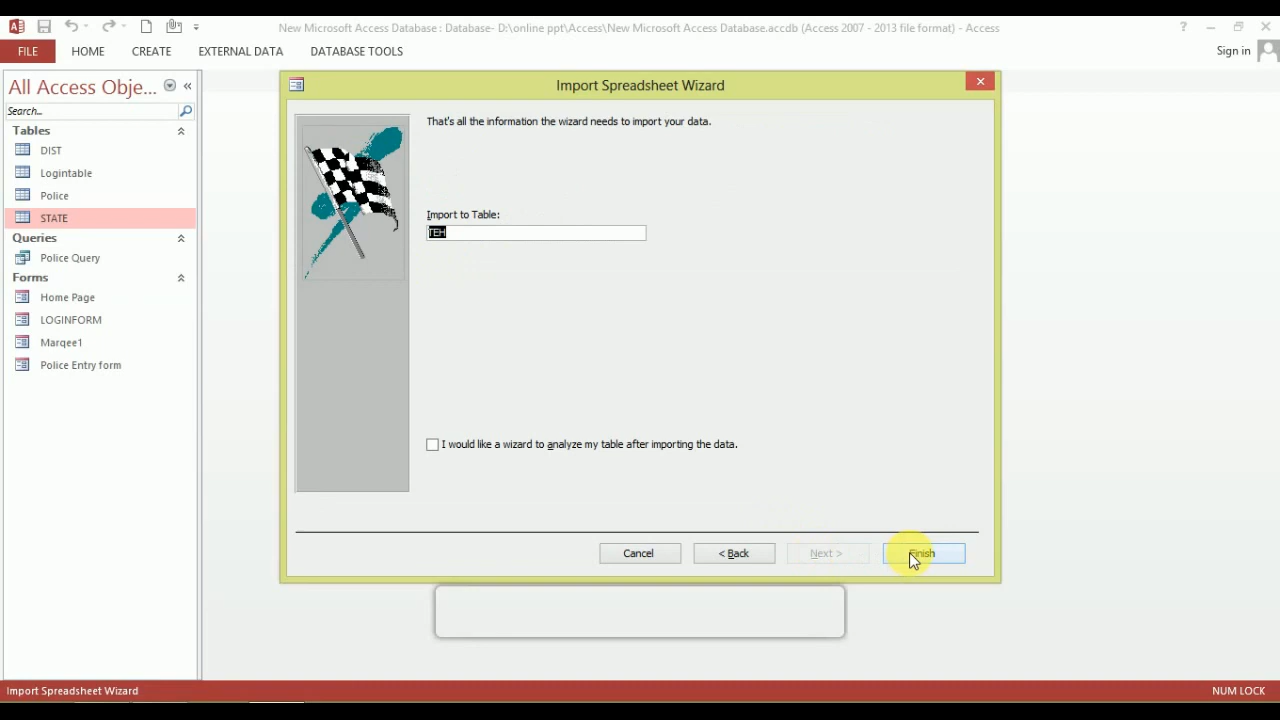 New Microsoft Access Database : Database- D:\online ppt\Access\New Microsoft Access Database.accdb (Access 2007 - 2013 file format) - Access
?
FILE HOME CREATE EXTERNAL DATA DATABASE TOOLS
Sign in
All Access Obje... «
Search...
Tables
DIST
Logintable
Police
STATE
Queries
Police Query
Forms
Home Page
LOGINFORM
Marqee1
Police Entry form
Import Spreadsheet Wizard
That's all the information the wizard needs to import your data.
Import to Table:
TEH
I would like a wizard to analyze my table after importing the data.
Cancel
< Back
Next >
Finish
Import Spreadsheet Wizard
NUM LOCK